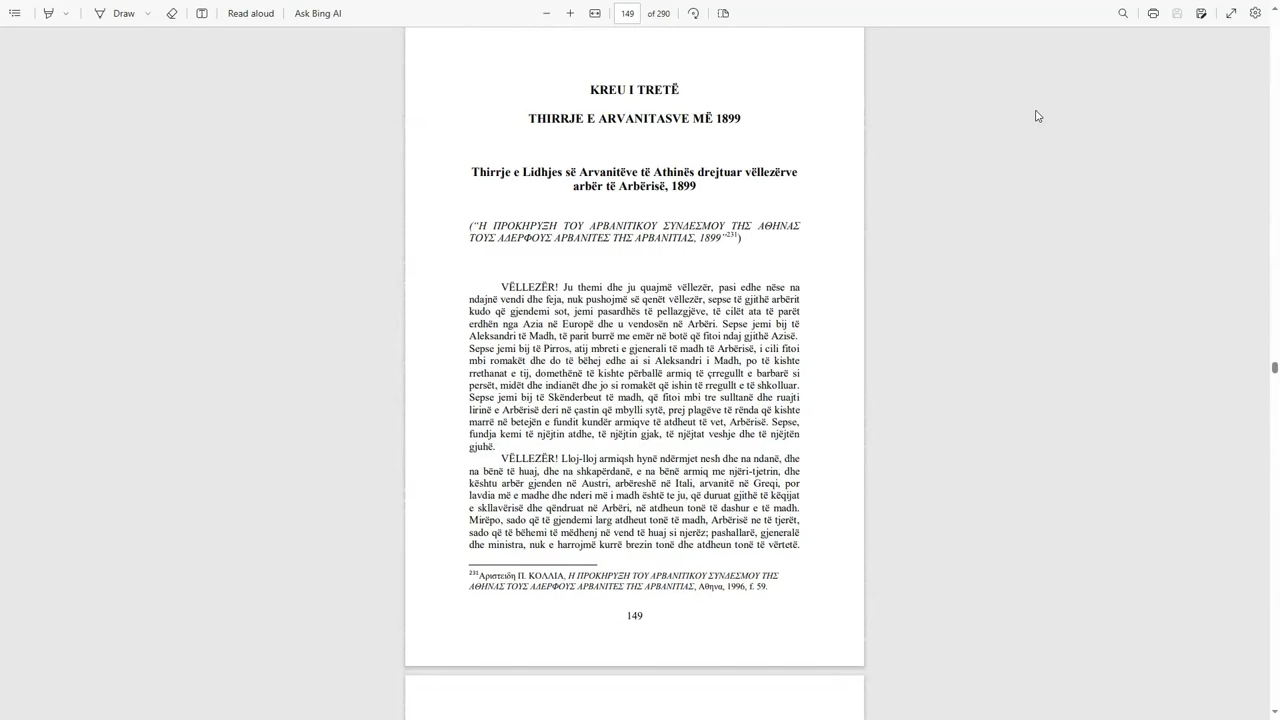 Draw
Read aloud
Ask Bing AI
149
of 290
KREU I TRETË
THIRRJE E ARVANITASVE MË 1899
Thirrje e Lidhjes së Arvanitëve të Athinës drejtuar vëllezërve
arbër të Arbërisë, 1899
("Η ΠΡΟΚΗΡΥΞΗ ΤΟΥ ΑΡΒΑΝΙΤΙΚΟΥ ΣΥΝΔΕΣΜΟΥ ΤΗΣ ΑΘΗΝΑΣ
ΤΟΥΣ ΑΔΕΡΦΟΥΣ ΑΡΒΑΝΙΤΕΣ ΤΗΣ ΑΡΒΑΝΙΤΙΑΣ, 1899"231)
VËLLEZËR! Ju themi dhe ju quajmë vëllezër, pasi edhe nëse na
ndajnë vendi dhe feja, nuk pushojmë së qenët vëllezër, sepse të gjithë arbërit
kudo që gjendemi sot, jemi pasardhës të pellazgjëve, të cilët ata të parët
erdhën nga Azia në Europë dhe u vendosën në Arbëri. Sepse jemi bij të
Aleksandri të Madh, të parit burrë me emër në botë që fitoi ndaj gjithë Azisë.
Sepse jemi bij të Pirros, atij mbreti e gjenerali të madh të Arbërisë, i cili fitoi
mbi romakët dhe do të bëhej edhe ai si Aleksandri i Madh, po të kishte
rrethanat e tij, domethënë të kishte përballë armiq të çrregullt e barbarë si
persët, midët dhe indianët dhe jo si romakët që ishin të rregullt e të shkolluar.
Sepse jemi bij të Skënderbeut të madh, që fitoi mbi tre sulltanë dhe ruajti
lirinë e Arbërisë deri në çastin që mbylli sytë, prej plagëve të rënda që kishte
marrë në betejën e fundit kundër armiqve të atdheut të vet, Arbërisë. Sepse,
fundja kemi të njëjtin atdhe, të njëjtin gjak, të njëjtat veshje dhe të njëjtën
gjuhë.
VËLLEZËR! Lloj-lloj armiqsh hynë ndërmjet nesh dhe na ndanë, dhe
na bënë të huaj, dhe na shkapërdanë, e na bënë armiq me njëri-tjetrin, dhe
kështu arbër gjenden në Austri, arbëreshë në Itali, arvanitë në Greqi, por
lavdia më e madhe dhe nderi më i madh është te ju, që duruat gjithë të këqijat
e skllavërisë dhe qëndruat në Arbëri, në atdheun tonë të dashur e të madh.
Mirëpo, sado që të gjendemi larg atdheut tonë të madh, Arbërisë ne të tjerët,
sado që të bëhemi të mëdhenj në vend të huaj si njerëz; pashallarë, gjeneralë
dhe ministra, nuk e harrojmë kurrë brezin tonë dhe atdheun tonë të vërtetë.
231Αριστειδη Π. ΚΟΛΛΙΑ, Η ΠΡΟΚΗΡΥΞΗ ΤΟΥ ΑΡΒΑΝΙΤΙΚΟΥ ΣΥΝΔΕΣΜΟΥ ΤΗΣ
ΑΘΗΝΑΣ ΤΟΥΣ ΑΔΕΡΦΟΥΣ ΑΡΒΑΝΙΤΕΣ ΤΗΣ ΑΡΒΑΝΙΤΙΑΣ, Αθηνα, 1996, f. 59.
149